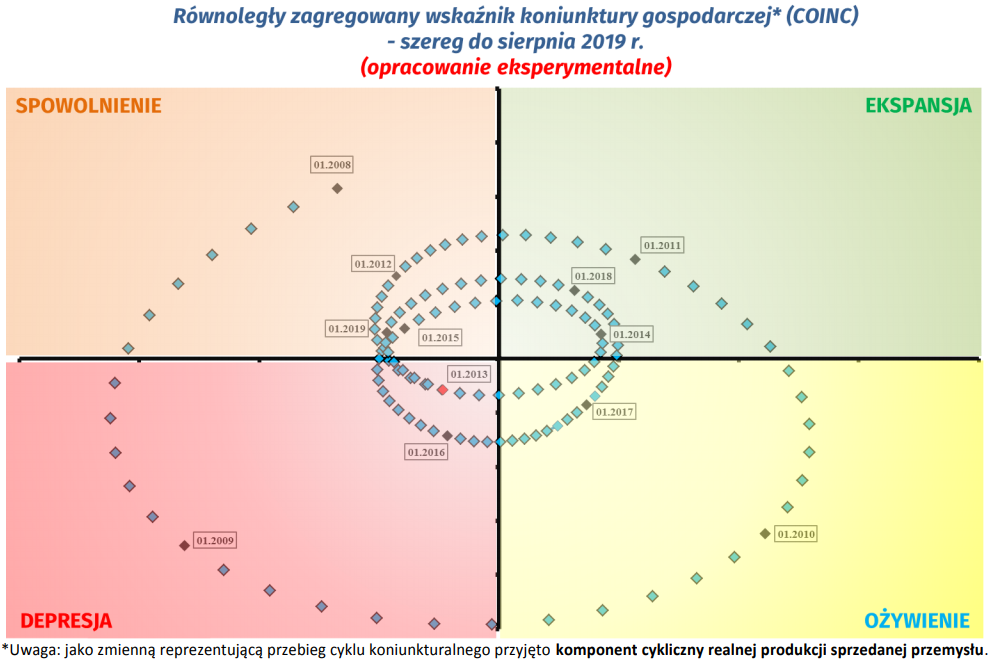 Równoległy zagregowany wskaźnik koniunktury gospodarczej* (COINC)
- szereg do sierpnia 2019 r.
(opracowanie eksperymentalne)
SPOWOLNIENIE
EKSPANSJA
01.2008
01.2011
01.2012
01.2018
01.2019
01.2015
01.2014
01.2013
01.2017
01.2016
01.2009
01.2010
DEPRESJA
OŻYWIENIE
*Uwaga: jako zmienną reprezentującą przebieg cyklu koniunkturalnego przyjęto komponent cykliczny realnej produkcji sprzedanej przemysłu.